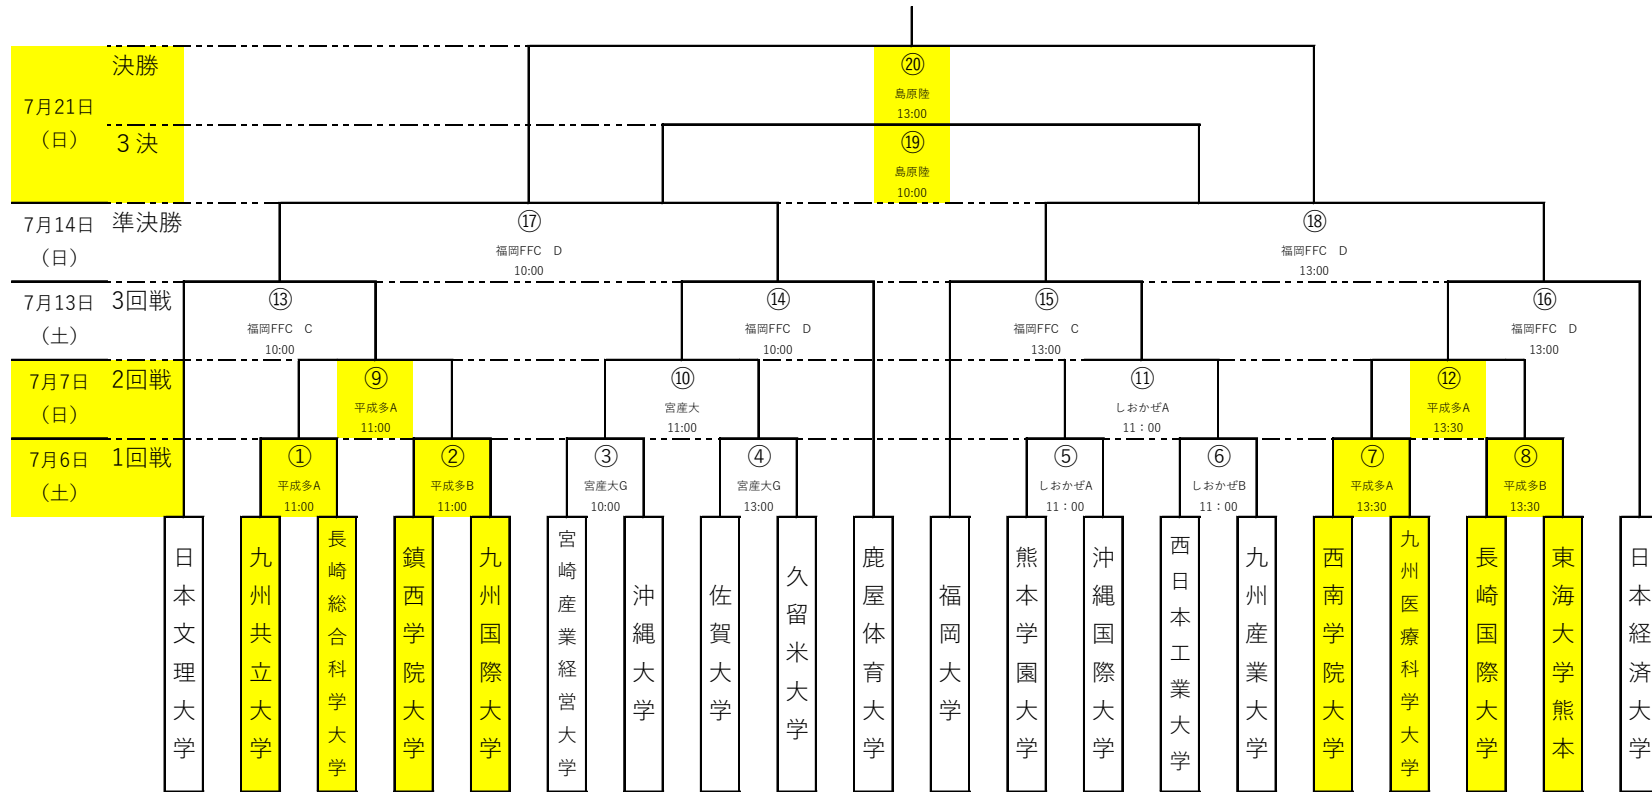 決勝
7月21日
（日）
⑳
島原陸
13:00
３決
⑲
島原陸
10:00
7月14日
（日）
準決勝
⑰
福岡FFC　D
10:00
⑱
福岡FFC　D
13:00
7月13日
（土）
3回戦
⑬
福岡FFC　C
10:00
⑭
福岡FFC　D
10:00
⑮
福岡FFC　C
13:00
⑯
福岡FFC　D
13:00
7月7日
（日）
2回戦
⑨
平成多A
11:00
⑩
宮産大
11:00
⑪
しおかぜA
11：00
⑫
平成多A
13:30
7月6日
（土）
1回戦
①
平成多A
11:00
②
平成多B
11:00
③
宮産大G
10:00
④
宮産大G
13:00
⑤
しおかぜA
11：00
⑥
しおかぜB
11：00
⑦
平成多A
13:30
⑧
平成多B
13:30
日本文理大学
九州共立大学
長崎総合科学大学
鎮西学院大学
九州国際大学
宮崎産業経営大学
沖縄大学
佐賀大学
久留米大学
鹿屋体育大学
福岡大学
熊本学園大学
沖縄国際大学
西日本工業大学
九州産業大学
西南学院大学
九州医療科学大学
長崎国際大学
東海大学熊本
日本経済大学